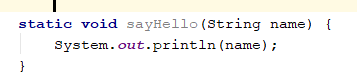 static void sayHello(String name) {
    System.out.println(name);
}